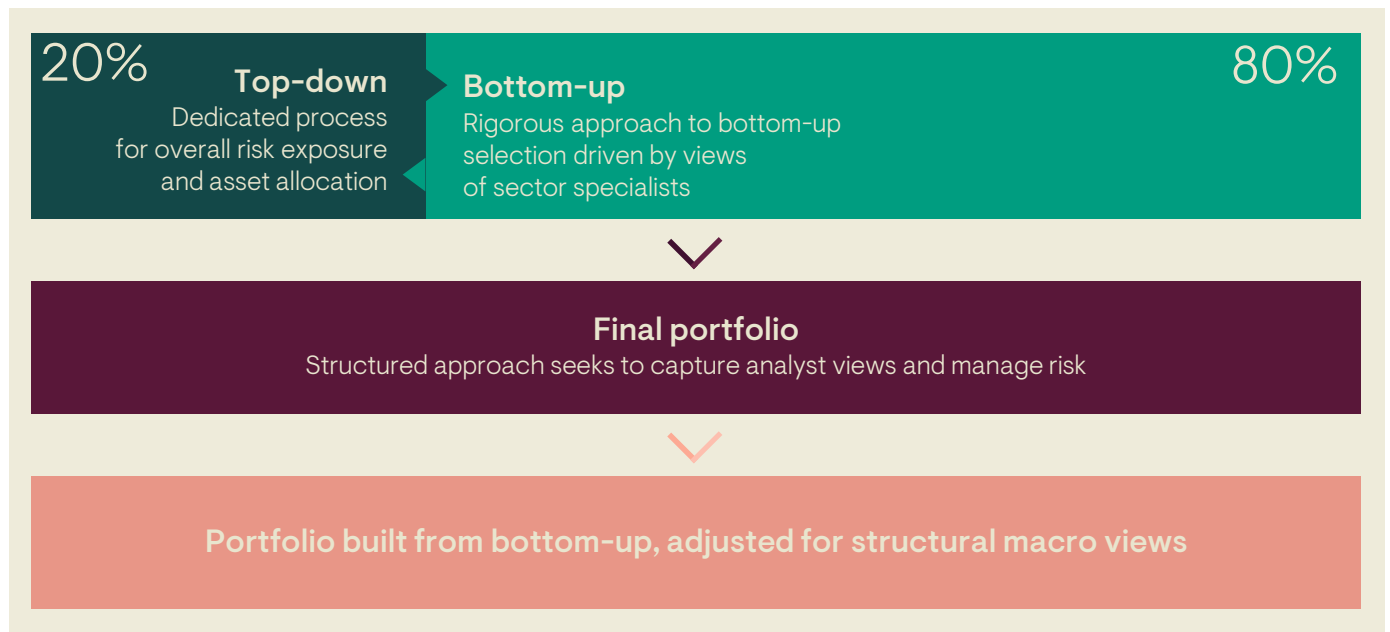 20%
Top-down
Dedicated process
for overall risk exposure
and asset allocation
80%
Bottom-up
Rigorous approach to bottom-up
selection driven by views
of sector specialists
Final portfolio
Structured approach seeks to capture analyst views and manage risk
Portfolio built from bottom-up, adjusted for structural macro views